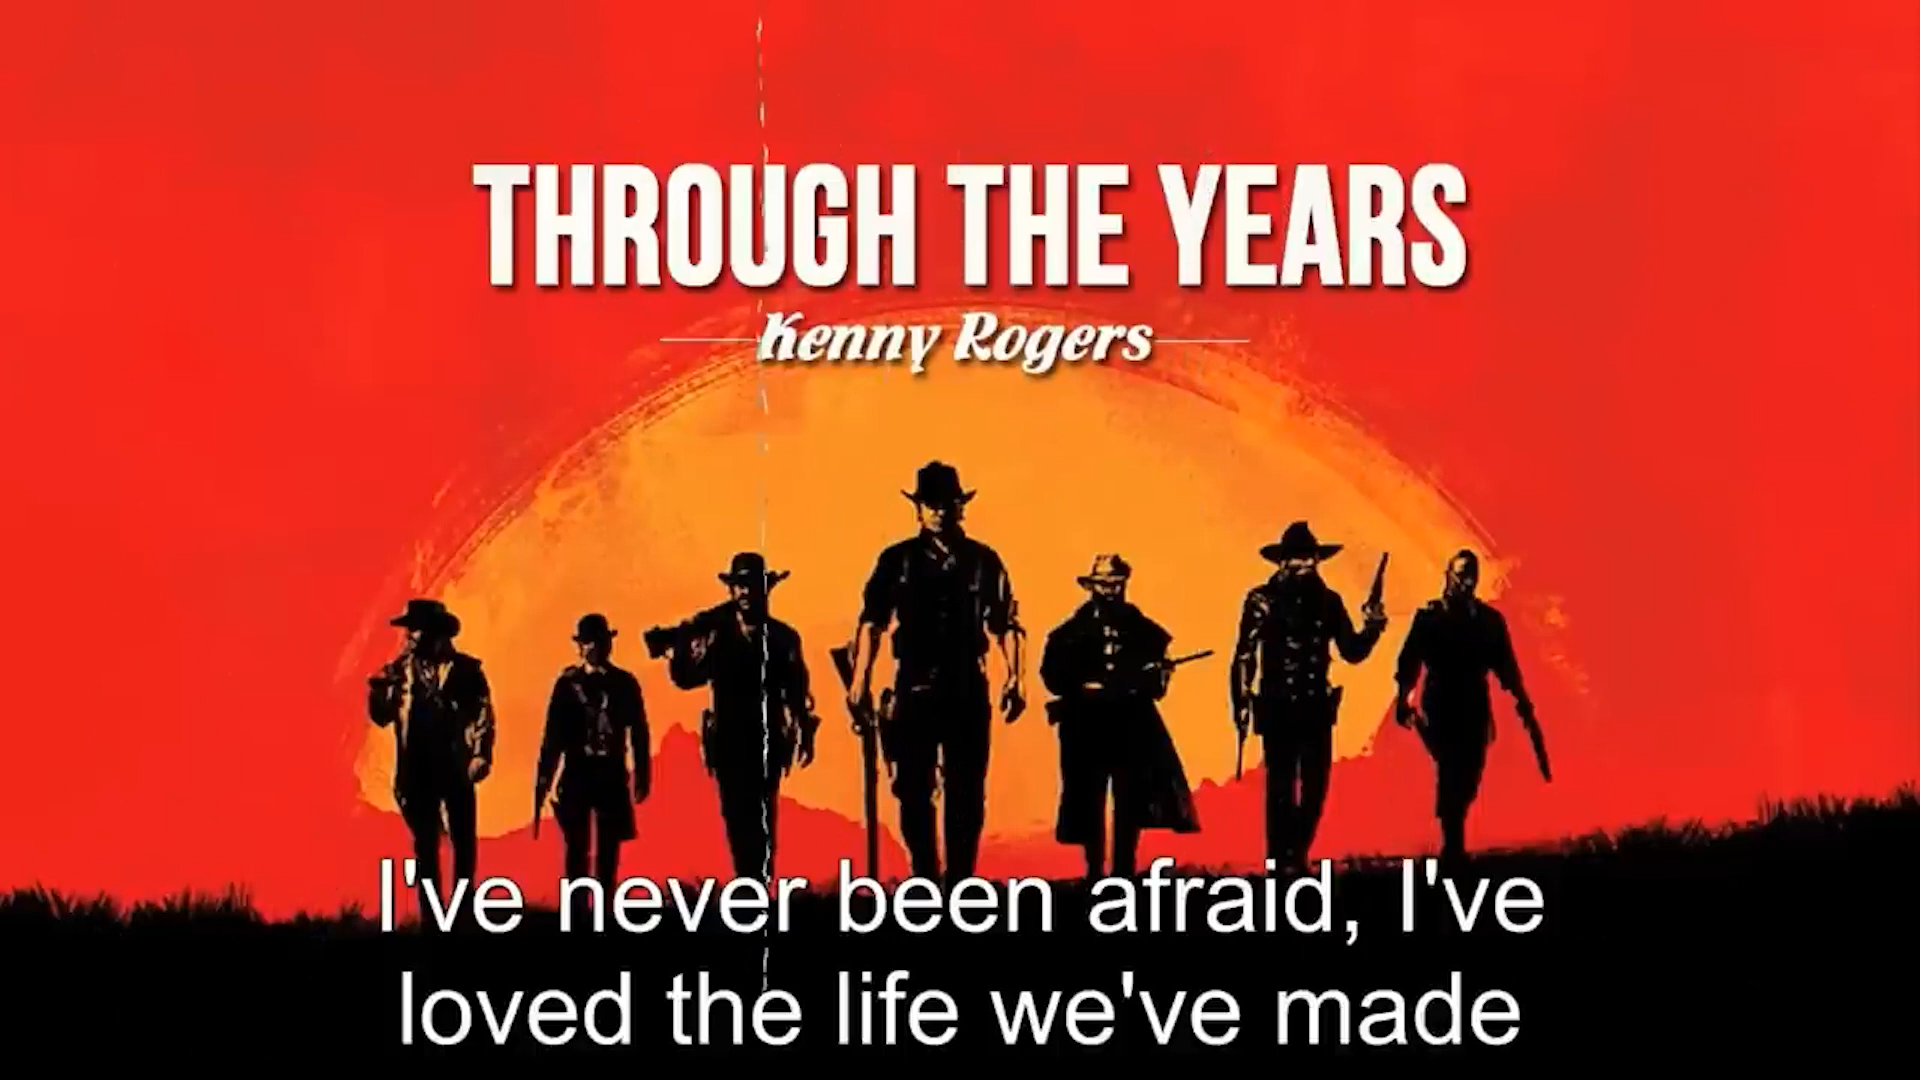 THROUGH THE YEARS
Kenny Rogers
I've never been afraid, I've
loved the life we've made